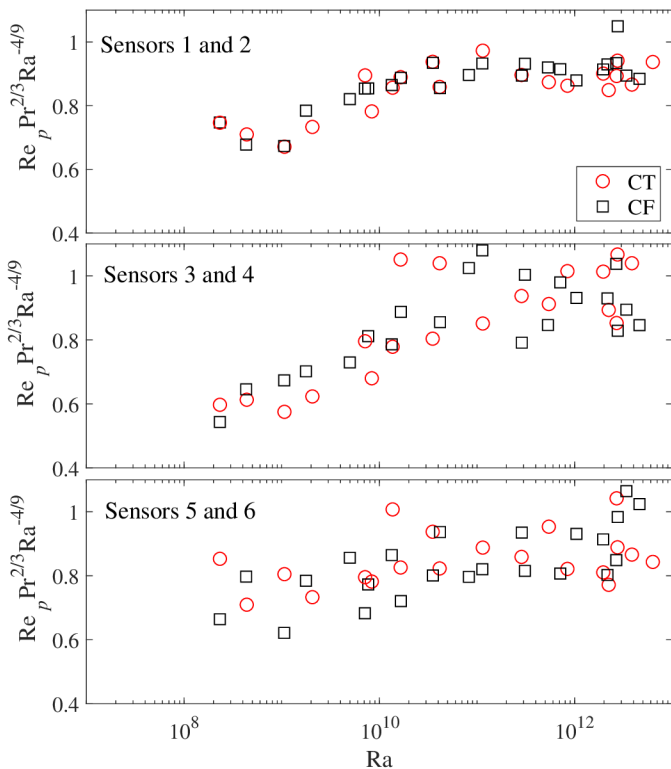 1
0.8
0.6
0.4
Re_p Pr^{2/3} Ra^{-4/9}
Sensors 1 and 2
CT
CF
1
0.8
0.6
0.4
Re_p Pr^{2/3} Ra^{-4/9}
Sensors 3 and 4
1
0.8
0.6
0.4
Re_p Pr^{2/3} Ra^{-4/9}
Sensors 5 and 6
10^8
10^{10}
10^{12}
Ra